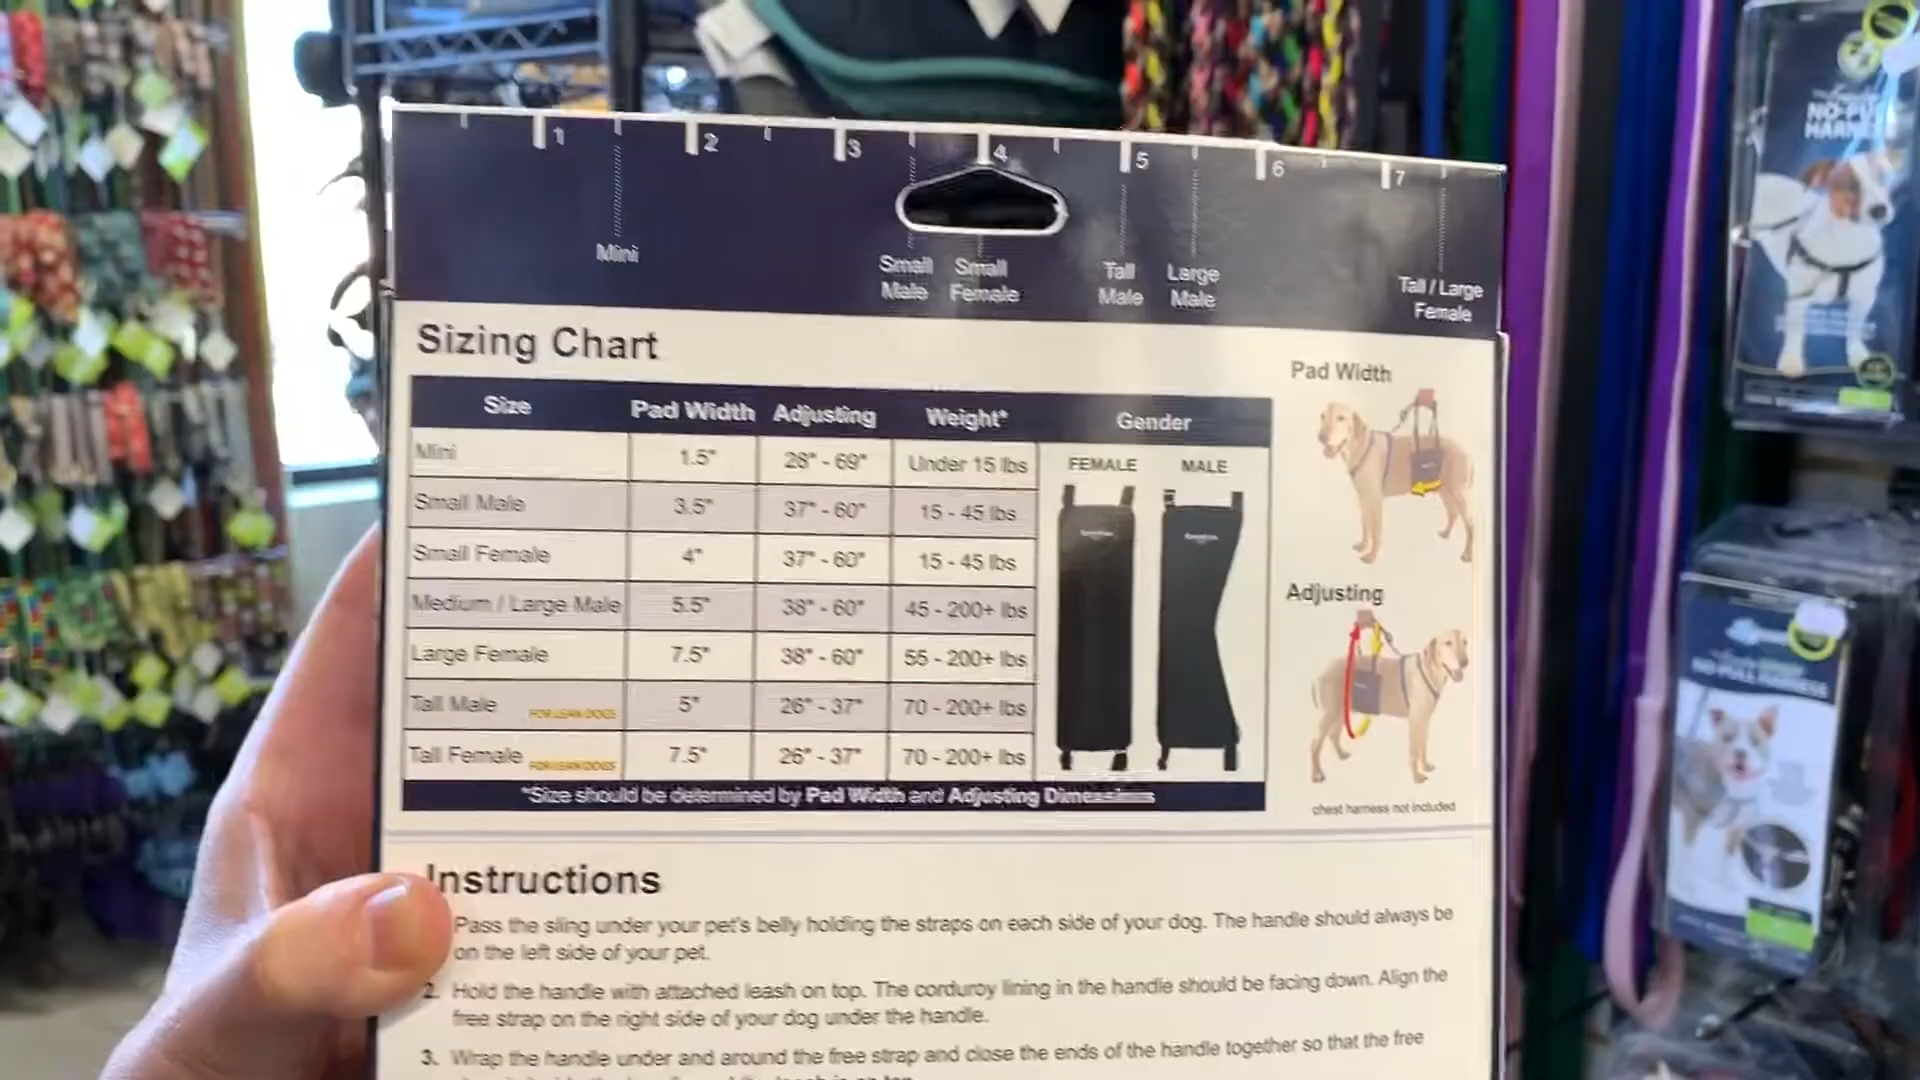 1 2 3 4 5 6 7
Mini
Small Male
Small Female
Tall Male
Large Male
Tall / Large Female
Sizing Chart
Size Pad Width Adjusting Weight* Gender
Mini 1.5" 28" - 69" Under 15 lbs
Small Male 3.5" 37" - 60" 15 - 45 lbs
Small Female 4" 37" - 60" 15 - 45 lbs
Medium / Large Male 5.5" 38" - 60" 45 - 200+ lbs
Large Female 7.5" 38" - 60" 55 - 200+ lbs
Tall Male FOR LEAN DOGS 5" 26" - 37" 70 - 200+ lbs
Tall Female FOR LEAN DOGS 7.5" 26" - 37" 70 - 200+ lbs
FEMALE MALE
*Size should be determined by Pad Width and Adjusting Dimensions
Pad Width
Adjusting
chest harness not included
Instructions
Pass the sling under your pet's belly holding the straps on each side of your dog. The handle should always be
on the left side of your pet.
2. Hold the handle with attached leash on top. The corduroy lining in the handle should be facing down. Align the
free strap on the right side of your dog under the handle.
3. Wrap the handle under and around the free strap and close the ends of the handle together so that the free
NO-PULL
HARNESS
NO-PULL HARNESS